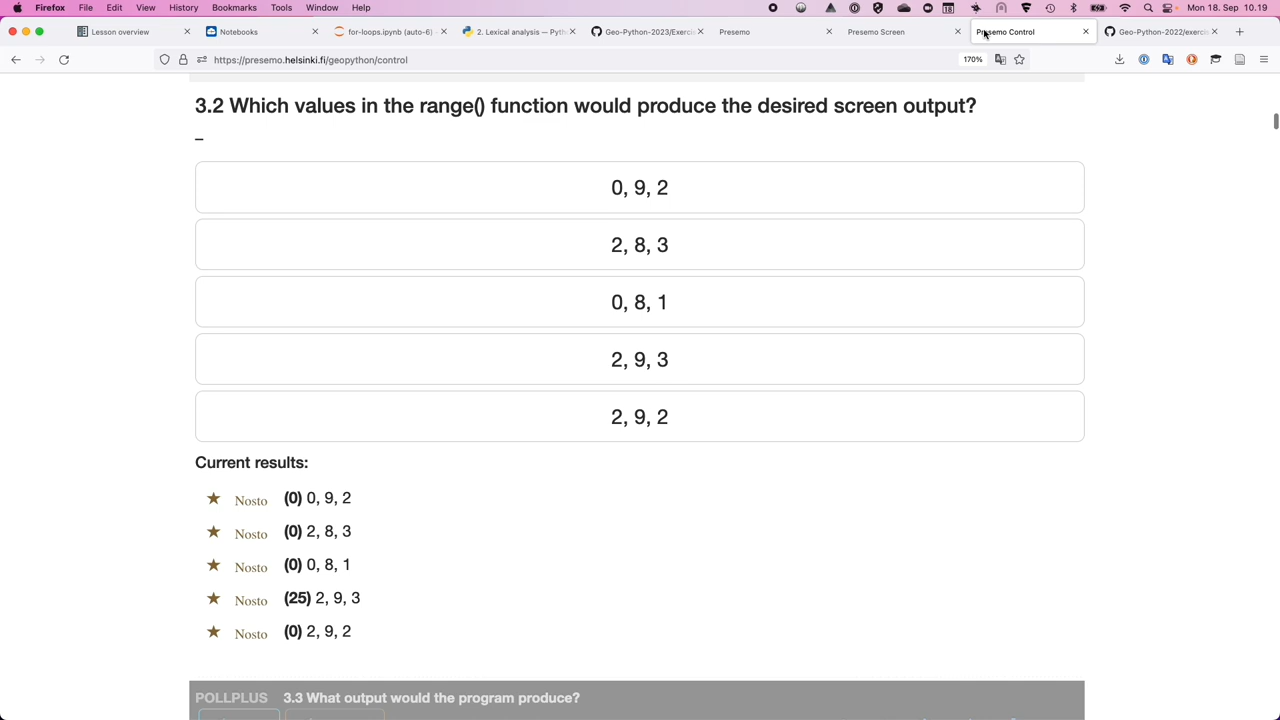 Firefox File Edit View History Bookmarks Tools Window Help Mon 18. Sep 10.19
Lesson overview Notebooks for-loops.ipynb (auto-6) 2. Lexical analysis — Pyth Geo-Python-2023/Exerci Presemo Presemo Screen Presemo Control Geo-Python-2022/exercis
https://presemo.helsinki.fi/geopython/control 170%
3.2 Which values in the range() function would produce the desired screen output?
–
0, 9, 2
2, 8, 3
0, 8, 1
2, 9, 3
2, 9, 2
Current results:
★ Nosto (0) 0, 9, 2
★ Nosto (0) 2, 8, 3
★ Nosto (0) 0, 8, 1
★ Nosto (25) 2, 9, 3
★ Nosto (0) 2, 9, 2
POLLPLUS 3.3 What output would the program produce?